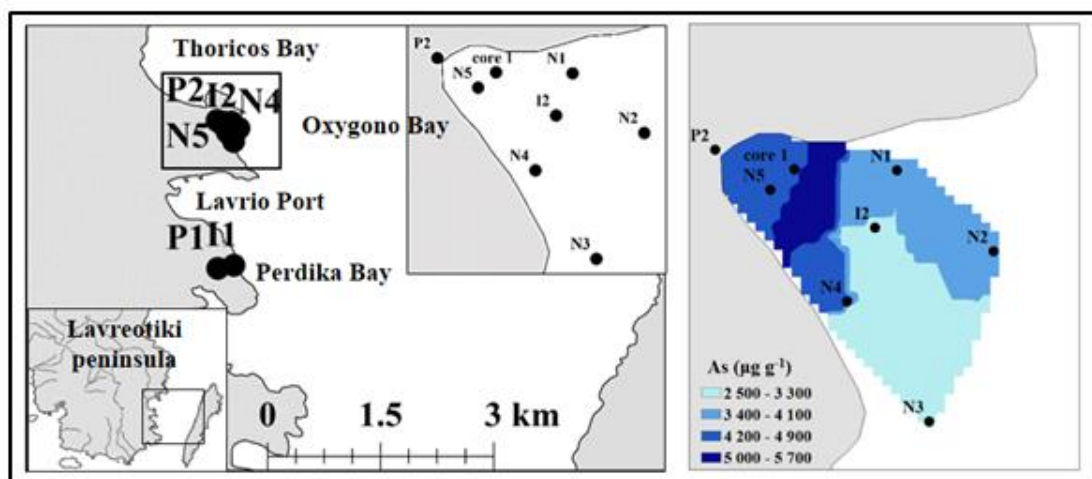 Thoricos Bay
P2 I2 N4
N5
Oxygono Bay
Lavrio Port
P1 I1
Perdika Bay
Lavreotiki
peninsula
0 1.5 3 km
P2
core 1
N5
N1
I2
N2
N4
N3
P2
core 1
N5
N1
I2
N2
N4
N3
As (µg g⁻¹)
2 500 - 3 300
3 400 - 4 100
4 200 - 4 900
5 000 - 5 700